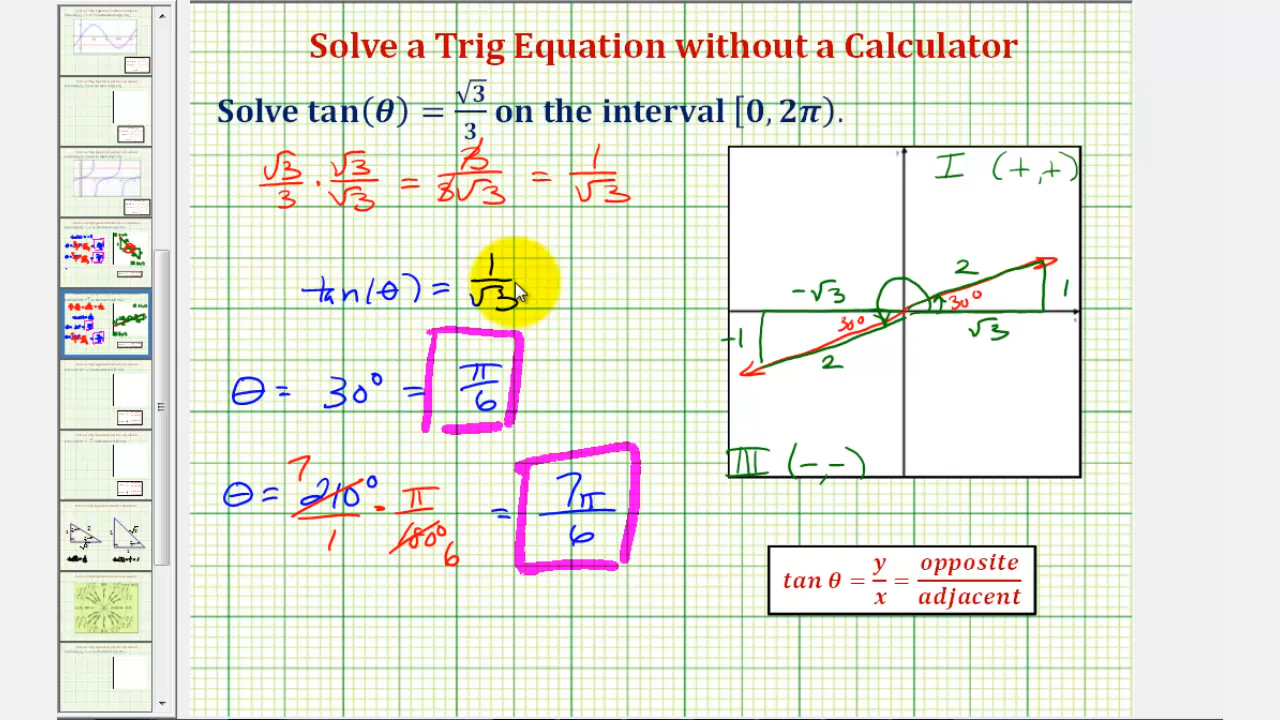 Solve a Trig Equation without a Calculator
Solve tan(θ) = √3/3 on the interval [0, 2π).
√3/3 · √3/√3 = 3/3√3 = 1/√3
tan(θ) = 1/√3
θ = 30° = π/6
θ = 210°/1 · π/180° = 7π/6
7
6
I (+,+)
2
1
30°
√3
-√3
30°
-1
2
III (-,-)
tan θ = y/x = opposite/adjacent